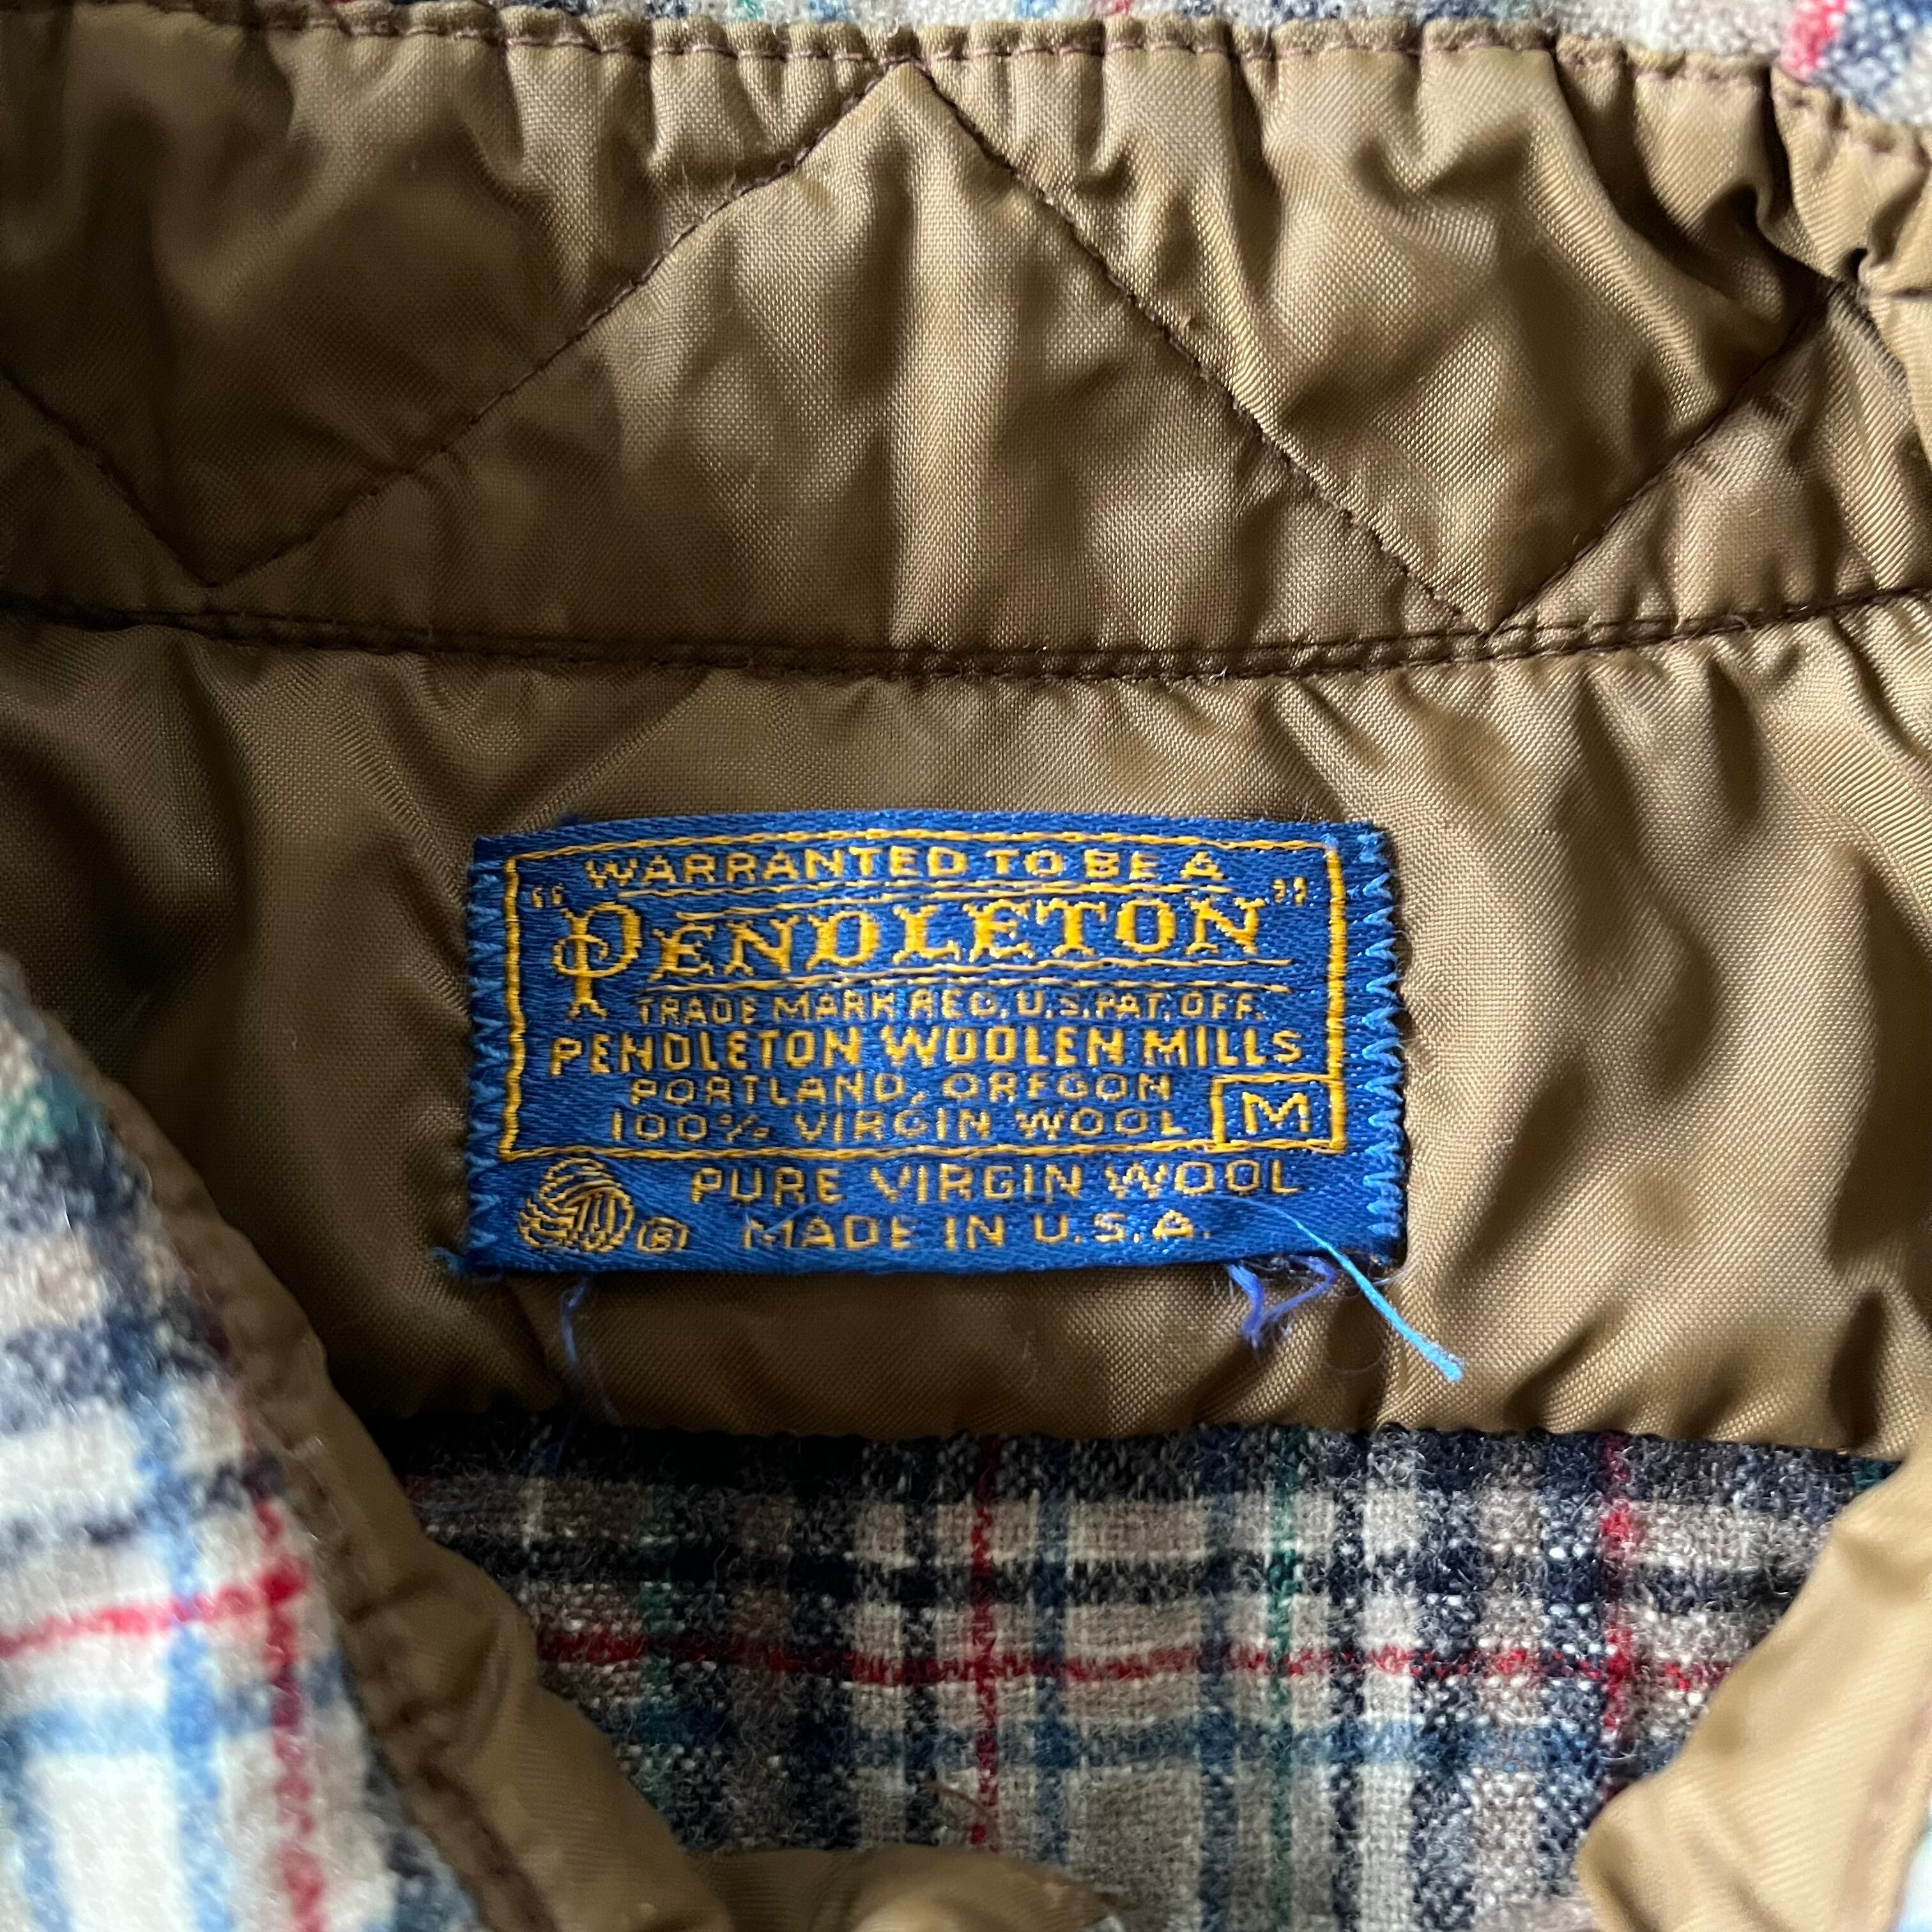 WARRANTED TO BE A
"PENDLETON"
TRADE MARK REG. U.S. PAT. OFF.
PENDLETON WOOLEN MILLS
PORTLAND, OREGON
100% VIRGIN WOOL M
PURE VIRGIN WOOL
® MADE IN U.S.A.